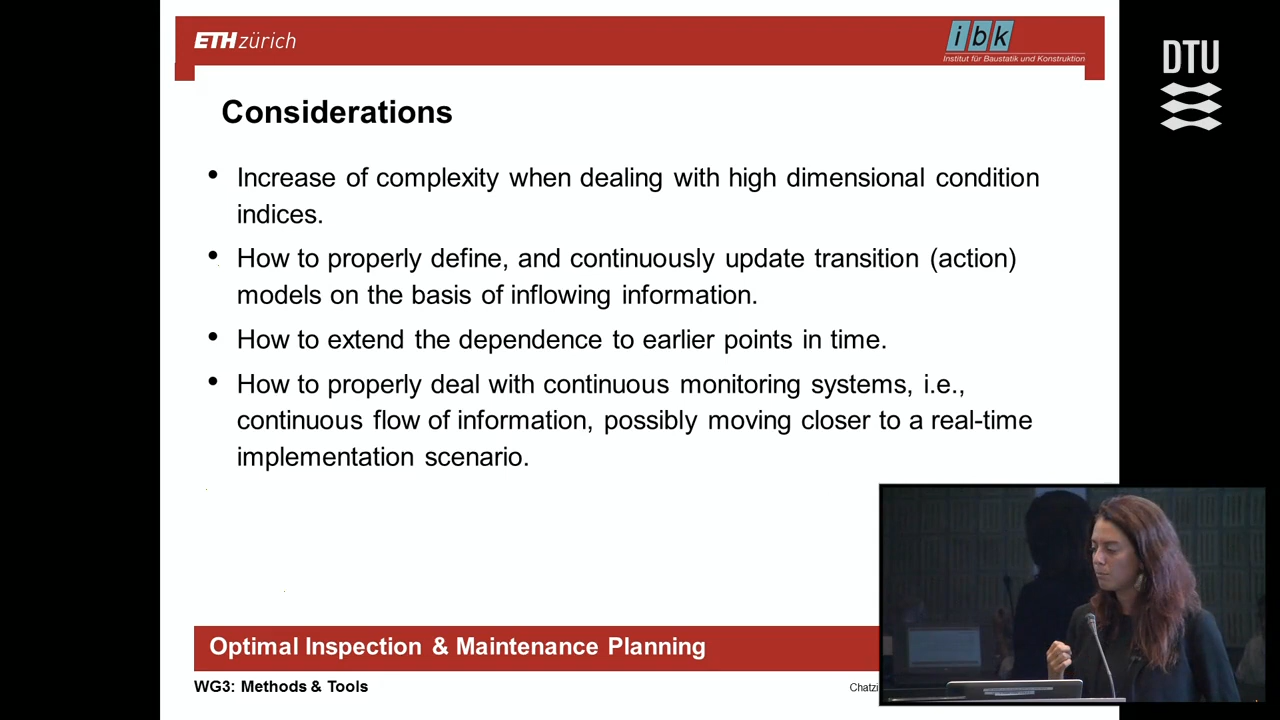 ETH zürich
ibk
Institut für Baustatik und Konstruktion
DTU
Considerations
• Increase of complexity when dealing with high dimensional condition
indices.
• How to properly define, and continuously update transition (action)
models on the basis of inflowing information.
• How to extend the dependence to earlier points in time.
• How to properly deal with continuous monitoring systems, i.e.,
continuous flow of information, possibly moving closer to a real-time
implementation scenario.
Optimal Inspection & Maintenance Planning
WG3: Methods & Tools
Chatzi